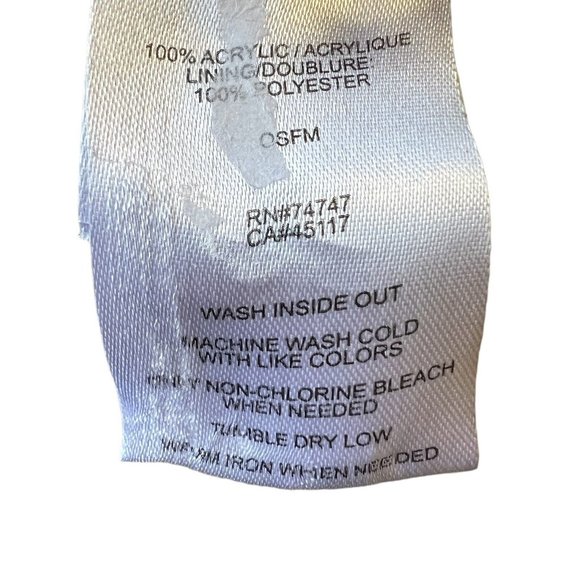 100% ACRYLIC / ACRYLIQUE
LINING/DOUBLURE
100% POLYESTER
OSFM
RN#74747
CA#45117
WASH INSIDE OUT
MACHINE WASH COLD
WITH LIKE COLORS
ONLY NON-CHLORINE BLEACH
WHEN NEEDED
TUMBLE DRY LOW
IRON WHEN NEEDED